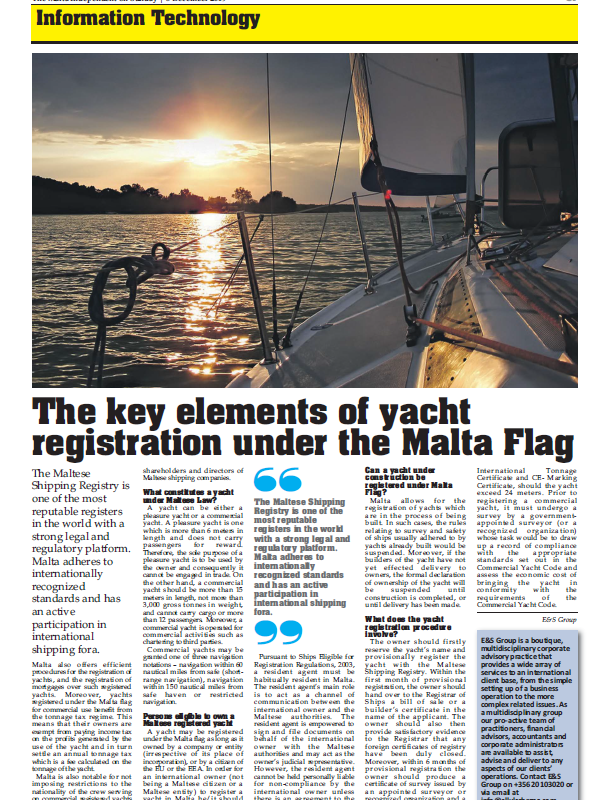 Information Technology
The key elements of yacht
registration under the Malta Flag
The Maltese
Shipping Registry is
one of the most
reputable registers
in the world with a
strong legal and
regulatory platform.
Malta adheres to
internationally
recognized
standards and has
an active
participation in
international
shipping fora.
Malta also offers efficient
procedures for the registration of
yachts, and the registration of
mortgages over such registered
yachts. Moreover, yachts
registered under the Malta flag
for commercial use benefit from
the tonnage tax regime. This
means that their owners are
exempt from paying income tax
on the profits generated by the
use of the yacht and in turn
settle an annual tonnage tax
which is a fee calculated on the
tonnage of the yacht.
Malta is also notable for not
imposing restrictions to the
nationality of the crew serving
on commercial registered yachts
shareholders and directors of
Maltese shipping companies.
What constitutes a yacht
under Maltese Law?
A yacht can be either a
pleasure yacht or a commercial
yacht. A pleasure yacht is one
which is more than 6 meters in
length and does not carry
passengers for reward.
Therefore, the sole purpose of a
pleasure yacht is to be used by
the owner and consequently it
cannot be engaged in trade. On
the other hand, a commercial
yacht should be more than 15
meters in length, not more than
3,000 gross tonnes in weight,
and cannot carry cargo or more
than 12 passengers. Moreover, a
commercial yacht is operated for
commercial activities such as
chartering to third parties.
Commercial yachts may be
granted one of three navigation
notations – navigation within 60
nautical miles from safe (short-
range navigation), navigation
within 150 nautical miles from
safe haven or restricted
navigation.
Persons eligible to own a
Maltese registered yacht
A yacht may be registered
under the Malta flag as long as it
owned by a company or entity
(irrespective of its place of
incorporation), or by a citizen of
the EU or the EEA. In order for
an international owner (not
being a Maltese citizen or a
Maltese entity) to register a
yacht in Malta he/it should
“
The Maltese Shipping
Registry is one of the
most reputable
registers in the world
with a strong legal and
regulatory platform.
Malta adheres to
internationally
recognized standards
and has an active
participation in
international shipping
fora.
”
Pursuant to Ships Eligible for
Registration Regulations, 2003,
a resident agent must be
habitually resident in Malta.
The resident agent's main role
is to act as a channel of
communication between the
international owner and the
Maltese authorities. The
resident agent is empowered to
sign and file documents on
behalf of the international
owner with the Maltese
authorities and may act as the
owner's judicial representative.
However, the resident agent
cannot be held personally liable
for non-compliance by the
international owner unless
there is an agreement to the
Can a yacht under
construction be
registered under Malta
Flag?
Malta allows for the
registration of yachts which
are in the process of being
built. In such cases, the rules
relating to survey and safety
of ships usually adhered to by
yachts already built would be
suspended. Moreover, if the
builders of the yacht have not
yet effected delivery to
owners, the formal declaration
of ownership of the yacht will
be suspended until
construction is completed, or
until delivery has been made.
What does the yacht
registration procedure
involve?
The owner should firstly
reserve the yacht's name and
provisionally register the
yacht with the Maltese
Shipping Registry. Within the
first month of provisional
registration, the owner should
hand over to the Registrar of
Ships a bill of sale or a
builder's certificate in the
name of the applicant. The
owner should also then
provide satisfactory evidence
to the Registrar that any
foreign certificates of registry
have been duly closed.
Moreover, within 6 months of
provisional registration the
owner should produce a
certificate of survey issued by
an appointed surveyor or
recognized organization and a
International Tonnage
Certificate and CE- Marking
Certificate, should the yacht
exceed 24 meters. Prior to
registering a commercial
yacht, it must undergo a
survey by a government-
appointed surveyor (or a
recognized organization)
whose task would be to draw
up a record of compliance
with the appropriate
standards set out in the
Commercial Yacht Code and
assess the economic cost of
bringing the yacht in
conformity with the
requirements of the
Commercial Yacht Code.
E&S Group
E&S Group is a boutique,
multidisciplinary corporate
advisory practice that
provides a wide array of
services to an international
client base, from the simple
setting up of a business
operation to the more
complex related issues. As
a multidisciplinary group
our pro-active team of
practitioners, financial
advisors, accountants and
corporate administrators
are available to assist,
advise and deliver to any
aspects of our clients'
operations. Contact E&S
Group on +356 20103020 or
via email at